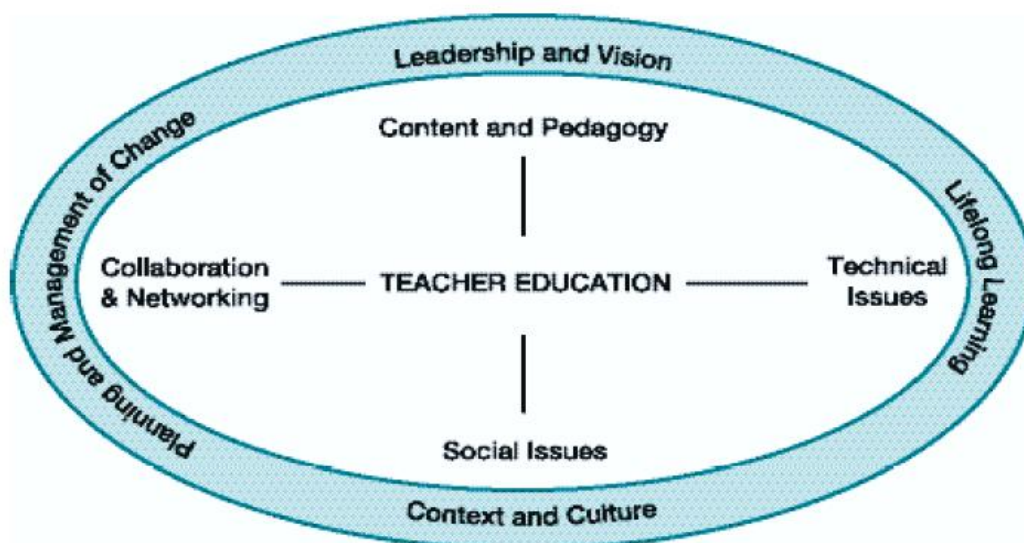 Leadership and Vision
Content and Pedagogy
Planning and Management of Change
Lifelong Learning
Collaboration
& Networking
TEACHER EDUCATION
Technical
Issues
Social Issues
Context and Culture